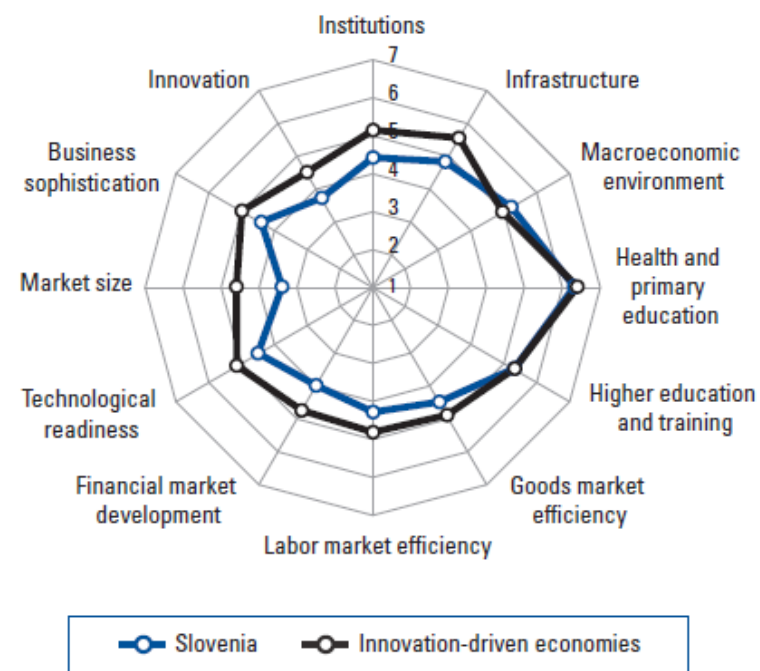 Institutions
7
6
5
4
3
2
1
Infrastructure
Macroeconomic
environment
Health and
primary
education
Higher education
and training
Goods market
efficiency
Labor market efficiency
Financial market
development
Technological
readiness
Market size
Business
sophistication
Innovation
Slovenia
Innovation-driven economies